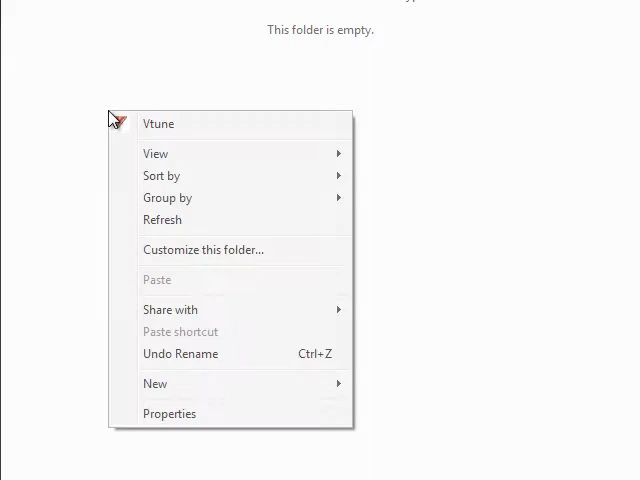 This folder is empty.
Vtune
View
Sort by
Group by
Refresh
Customize this folder...
Paste
Share with
Paste shortcut
Undo Rename Ctrl+Z
New
Properties